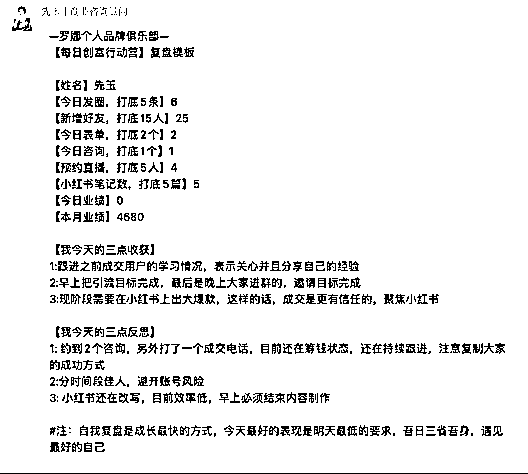 —罗娜个人品牌俱乐部—
【每日创富行动营】复盘模板
【姓名】先玉
【今日发圈，打底5条】6
【新增好友，打底15人】25
【今日表单，打底2个】2
【今日咨询，打底1个】1
【预约直播，打底5人】4
【小红书笔记数，打底5篇】5
【今日业绩】0
【本月业绩】4680
【我今天的三点收获】
1:跟进之前成交用户的学习情况，表示关心并且分享自己的经验
2:早上把引流目标完成，最后是晚上大家进群的，邀请目标完成
3:现阶段需要在小红书上出大爆款，这样的话，成交是更有信任的，聚焦小红书
【我今天的三点反思】
1: 约到2个咨询，另外打了一个成交电话，目前还在筹钱状态，还在持续跟进，注意复制大家
的成功方式
2:分时间段佳人，避开账号风险
3: 小红书还在改写，目前效率低，早上必须结束内容制作
#注：自我复盘是成长最快的方式，今天最好的表现是明天最低的要求，吾日三省吾身，遇见
最好的自己